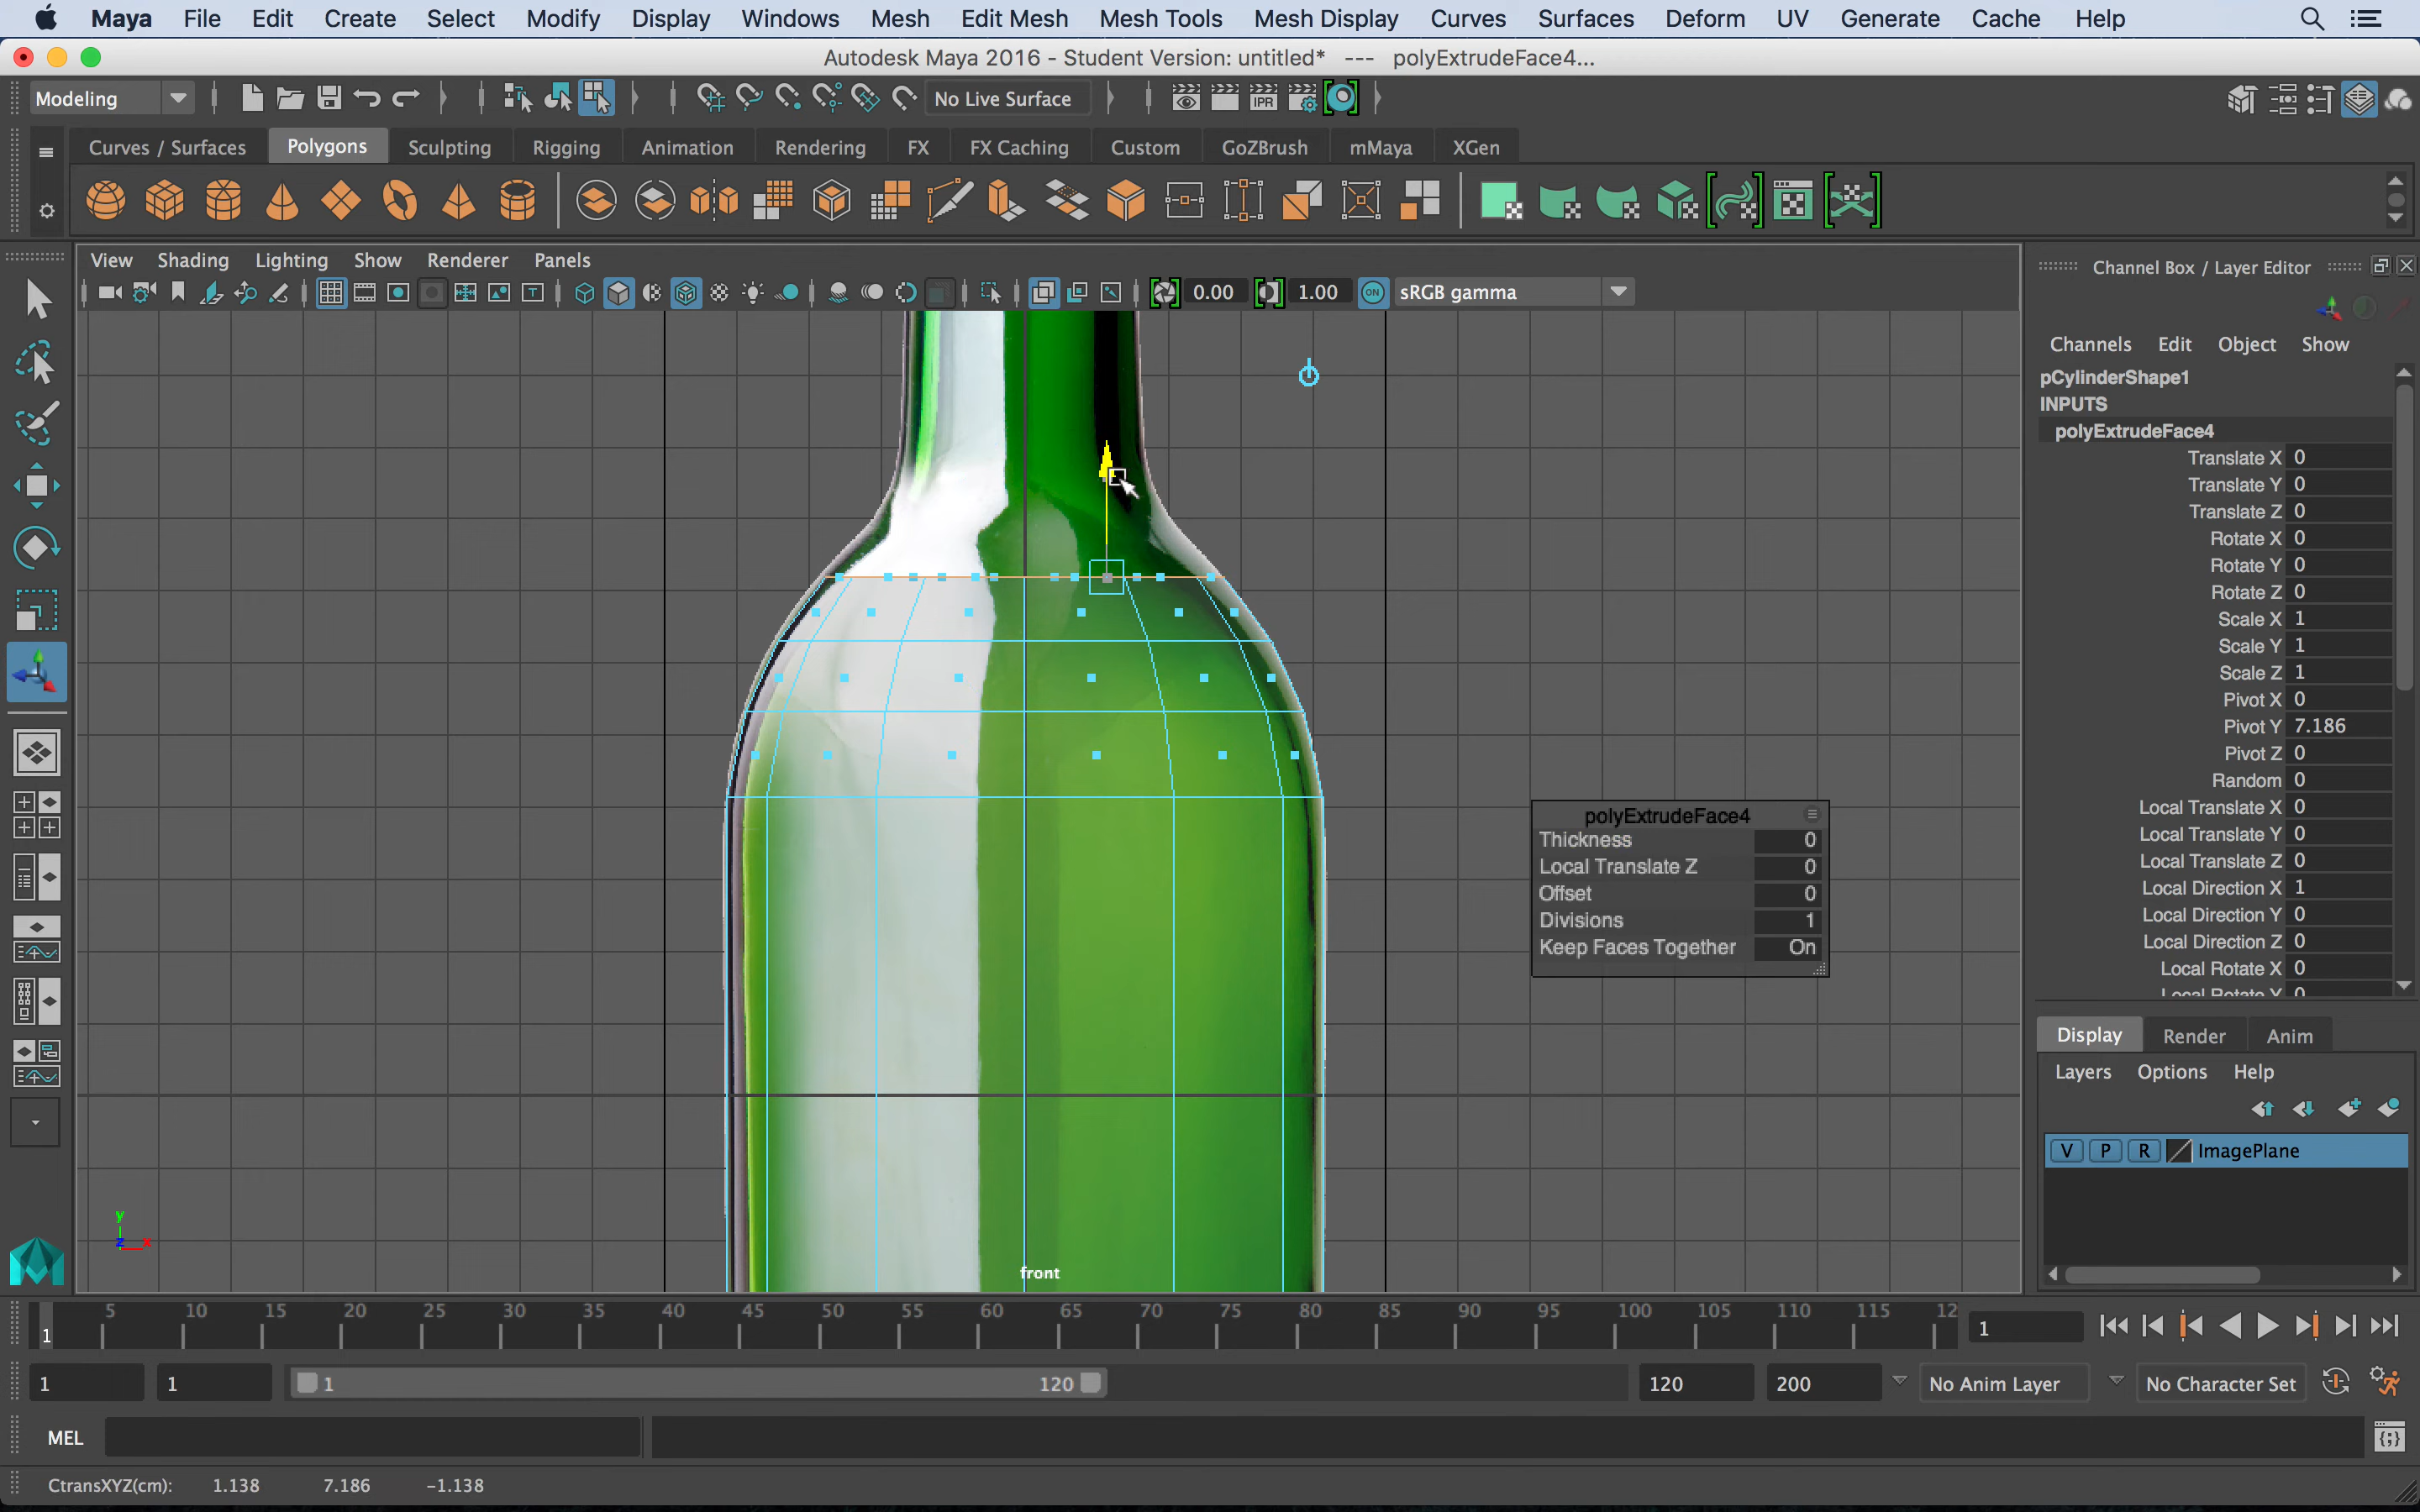 Maya File Edit Create Select Modify Display Windows Mesh Edit Mesh Mesh Tools Mesh Display Curves Surfaces Deform UV Generate Cache Help
Autodesk Maya 2016 - Student Version: untitled* --- polyExtrudeFace4...
Modeling No Live Surface IPR
Curves / Surfaces Polygons Sculpting Rigging Animation Rendering FX FX Caching Custom GoZBrush mMaya XGen
View Shading Lighting Show Renderer Panels
0.00 1.00 ON sRGB gamma
Channel Box / Layer Editor
Channels Edit Object Show
pCylinderShape1
INPUTS
polyExtrudeFace4
Translate X 0
Translate Y 0
Translate Z 0
Rotate X 0
Rotate Y 0
Rotate Z 0
Scale X 1
Scale Y 1
Scale Z 1
Pivot X 0
Pivot Y 7.186
Pivot Z 0
Random 0
Local Translate X 0
Local Translate Y 0
Local Translate Z 0
Local Direction X 1
Local Direction Y 0
Local Direction Z 0
Local Rotate X 0
Local Rotate Y 0
polyExtrudeFace4
Thickness 0
Local Translate Z 0
Offset 0
Divisions 1
Keep Faces Together On
Display Render Anim
Layers Options Help
V P R ImagePlane
y
z x
front
5 10 15 20 25 30 35 40 45 50 55 60 65 70 75 80 85 90 95 100 105 110 115 12
1 1
1 1 1 120 120 200 No Anim Layer No Character Set
MEL
CtransXYZ(cm): 1.138 7.186 -1.138